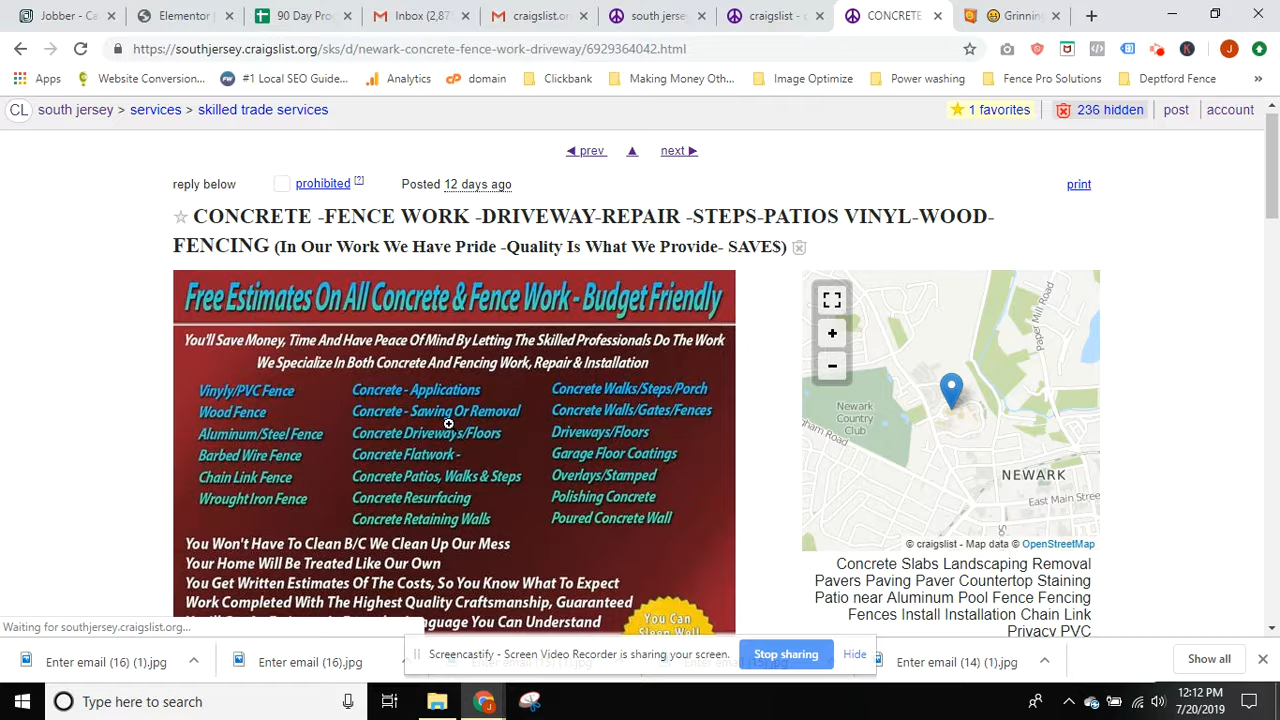 Jobber - Ca
Elementor
90 Day Pro
Inbox (2,87
craigslist.or
south jersey
craigslist - c
CONCRETE
Grinning
https://southjersey.craigslist.org/sks/d/newark-concrete-fence-work-driveway/6929364042.html
Apps
Website Conversion...
#1 Local SEO Guide...
Analytics
domain
Clickbank
Making Money Oth...
Image Optimize
Power washing
Fence Pro Solutions
Deptford Fence
»
CL south jersey > services > skilled trade services
1 favorites
236 hidden
post
account
◀ prev ▲ next ▶
reply below
prohibited [?]
Posted 12 days ago
print
☆ CONCRETE -FENCE WORK -DRIVEWAY-REPAIR -STEPS-PATIOS VINYL-WOOD-
FENCING (In Our Work We Have Pride -Quality Is What We Provide- SAVE$)
Free Estimates On All Concrete & Fence Work - Budget Friendly
You'll Save Money, Time And Have Peace Of Mind By Letting The Skilled Professionals Do The Work
We Specialize In Both Concrete And Fencing Work, Repair & Installation
Vinyly/PVC Fence
Wood Fence
Aluminum/Steel Fence
Barbed Wire Fence
Chain Link Fence
Wrought Iron Fence
Concrete - Applications
Concrete - Sawing Or Removal
Concrete Driveways/Floors
Concrete Flatwork -
Concrete Patios, Walks & Steps
Concrete Resurfacing
Concrete Retaining Walls
Concrete Walks/Steps/Porch
Concrete Walls/Gates/Fences
Driveways/Floors
Garage Floor Coatings
Overlays/Stamped
Polishing Concrete
Poured Concrete Wall
You Won't Have To Clean B/C We Clean Up Our Mess
Your Home Will Be Treated Like Our Own
You Get Written Estimates Of The Costs, So You Know What To Expect
Work Completed With The Highest Quality Craftsmanship, Guaranteed
Language You Can Understand
You Can
Sleep Well
+
-
Newark
Country
Club
Paper Mill Road
NEWARK
East Main Street
© craigslist - Map data © OpenStreetMap
Concrete Slabs Landscaping Removal
Pavers Paving Paver Countertop Staining
Patio near Aluminum Pool Fence Fencing
Fences Install Installation Chain Link
Privacy PVC
Waiting for southjersey.craigslist.org...
Enter email (16) (1).jpg
Enter email (16).jpg
Screencastify - Screen Video Recorder is sharing your screen.
Stop sharing
Hide
Enter email (14) (1).jpg
Show all
Type here to search
12:12 PM
7/20/2019